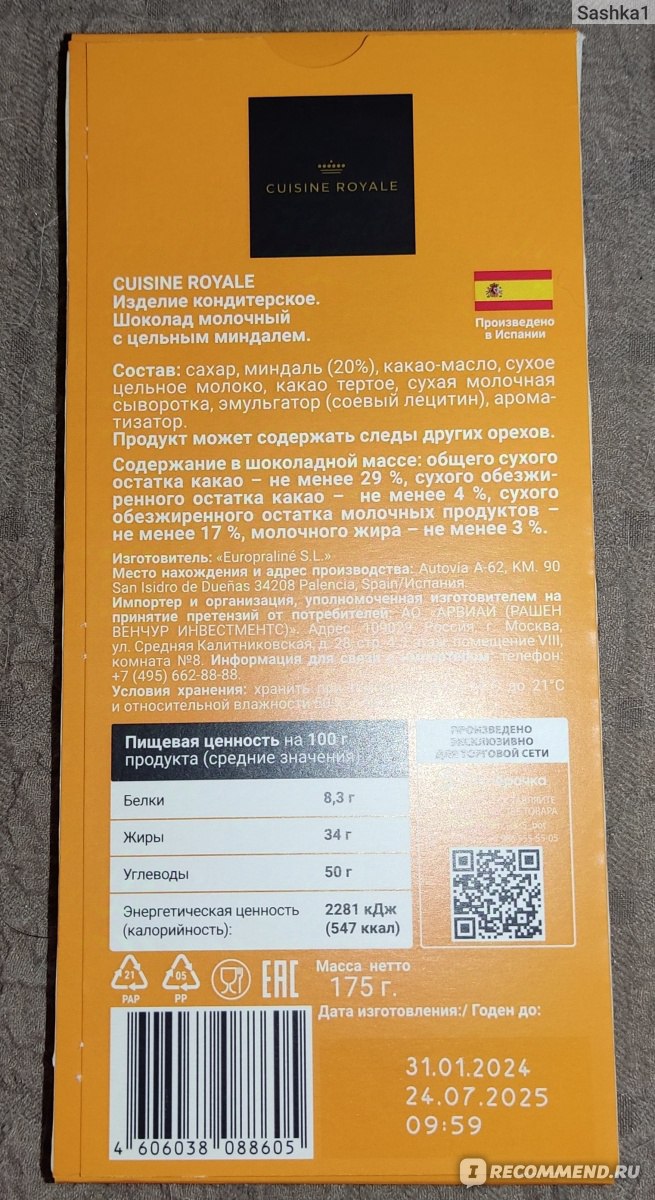 Sashka1
CUISINE ROYALE
CUISINE ROYALE
Изделие кондитерское.
Шоколад молочный
с цельным миндалем.
Произведено
в Испании
Состав: сахар, миндаль (20%), какао-масло, сухое
цельное молоко, какао тертое, сухая молочная
сыворотка, эмульгатор (соевый лецитин), арома-
тизатор.
Продукт может содержать следы других орехов.
Содержание в шоколадной массе: общего сухого
остатка какао – не менее 29 %, сухого обезжи-
ренного остатка какао – не менее 4 %, сухого
обезжиренного остатка молочных продуктов –
не менее 17 %, молочного жира – не менее 3 %.
Изготовитель: «Europraliné S.L.»
Место нахождения и адрес производства: Autovia A-62, KM. 90
San Isidro de Dueñas 34208 Palencia, Spain/Испания.
Импортер и организация, уполномоченная изготовителем на
принятие претензий от потребителей: АО «АРВИАЙ (РАШЕН
ВЕНЧУР ИНВЕСТМЕНТС)». Адрес: 109029, Россия, г. Москва,
ул. Средняя Калитниковская, д. 28, стр. 4, помещение VIII,
комната №8. Информация для связи с импортером: телефон:
+7 (495) 662-88-88.
Условия хранения: хранить при до 21°C
и относительной влажности
Пищевая ценность на 100 г
продукта (средние значения)
Белки 8,3 г
Жиры 34 г
Углеводы 50 г
Энергетическая ценность 2281 кДж
(калорийность): (547 ккал)
ПРОИЗВЕДЕНО
ЭКСКЛЮЗИВНО
ДЛЯ ТОРГОВОЙ СЕТИ
21
PAP
05
PP
EAC
Масса нетто
175 г.
Дата изготовления:/ Годен до:
31.01.2024
24.07.2025
09:59
4 606038 088605
I RECOMMEND.RU